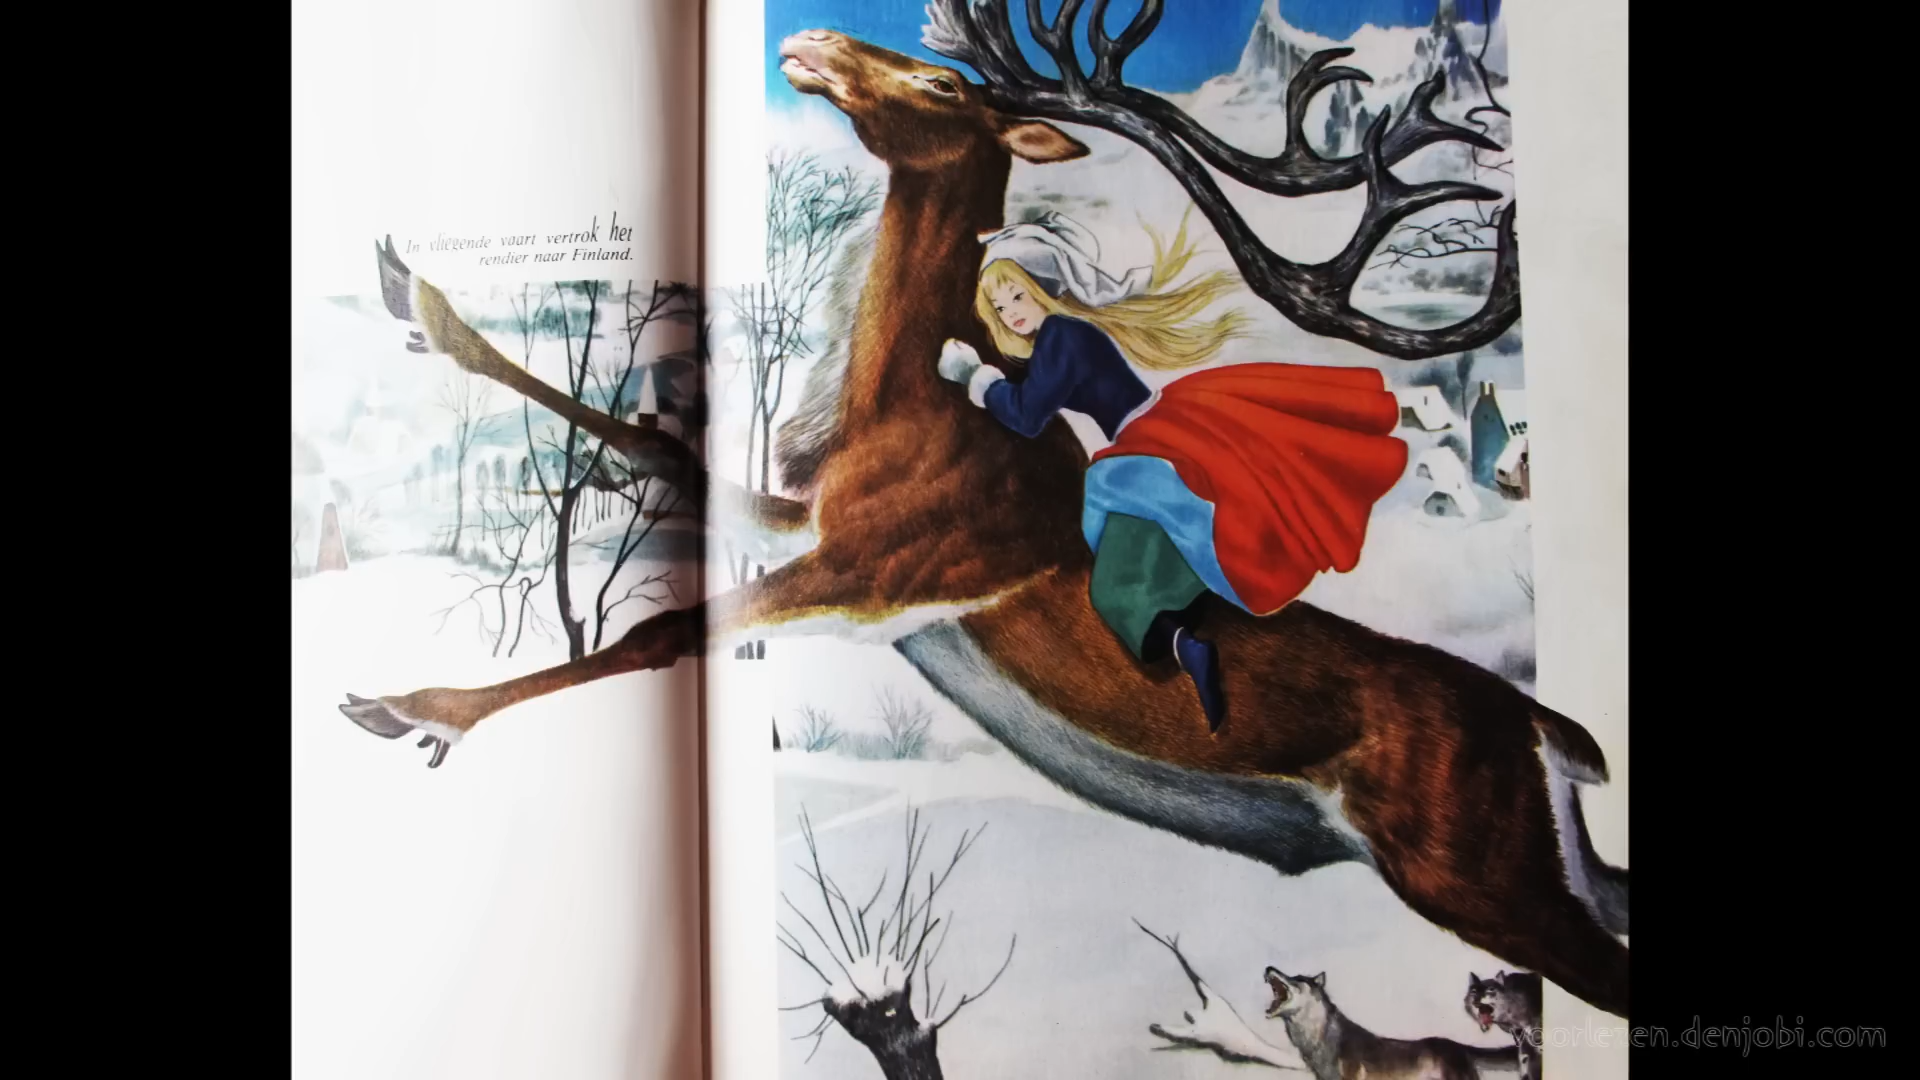 In vliegende vaart vertrok het
rendier naar Finland.
voorlezen.denjobi.com